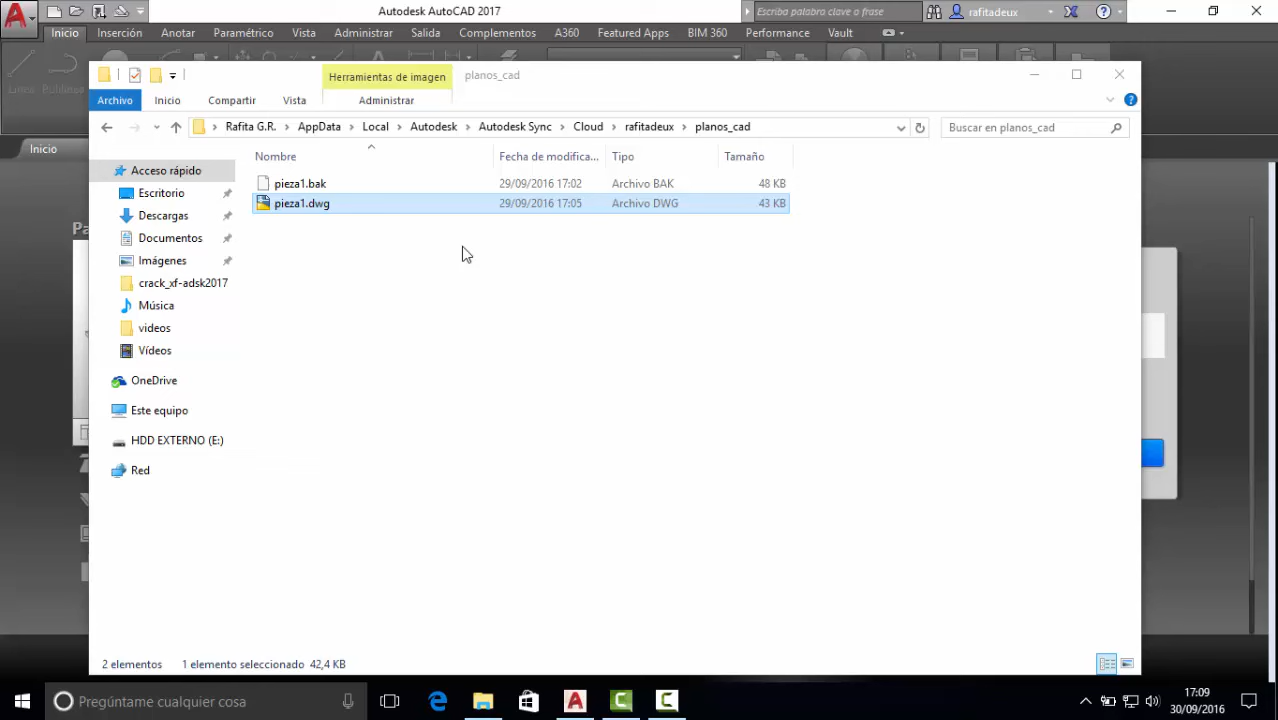 Autodesk AutoCAD 2017
Escriba palabra clave o frase
rafitadeux
Inicio Inserción Anotar Paramétrico Vista Administrar Salida Complementos A360 Featured Apps BIM 360 Performance Vault
Herramientas de imagen planos_cad
Archivo Inicio Compartir Vista Administrar
Rafita G.R. > AppData > Local > Autodesk > Autodesk Sync > Cloud > rafitadeux > planos_cad
Buscar en planos_cad
Inicio
Nombre Fecha de modifica... Tipo Tamaño
pieza1.bak 29/09/2016 17:02 Archivo BAK 48 KB
pieza1.dwg 29/09/2016 17:05 Archivo DWG 43 KB
Acceso rápido
Escritorio
Descargas
Documentos
Imágenes
crack_xf-adsk2017
Música
videos
Vídeos
OneDrive
Este equipo
HDD EXTERNO (E:)
Red
2 elementos 1 elemento seleccionado 42,4 KB
Pregúntame cualquier cosa
17:09
30/09/2016